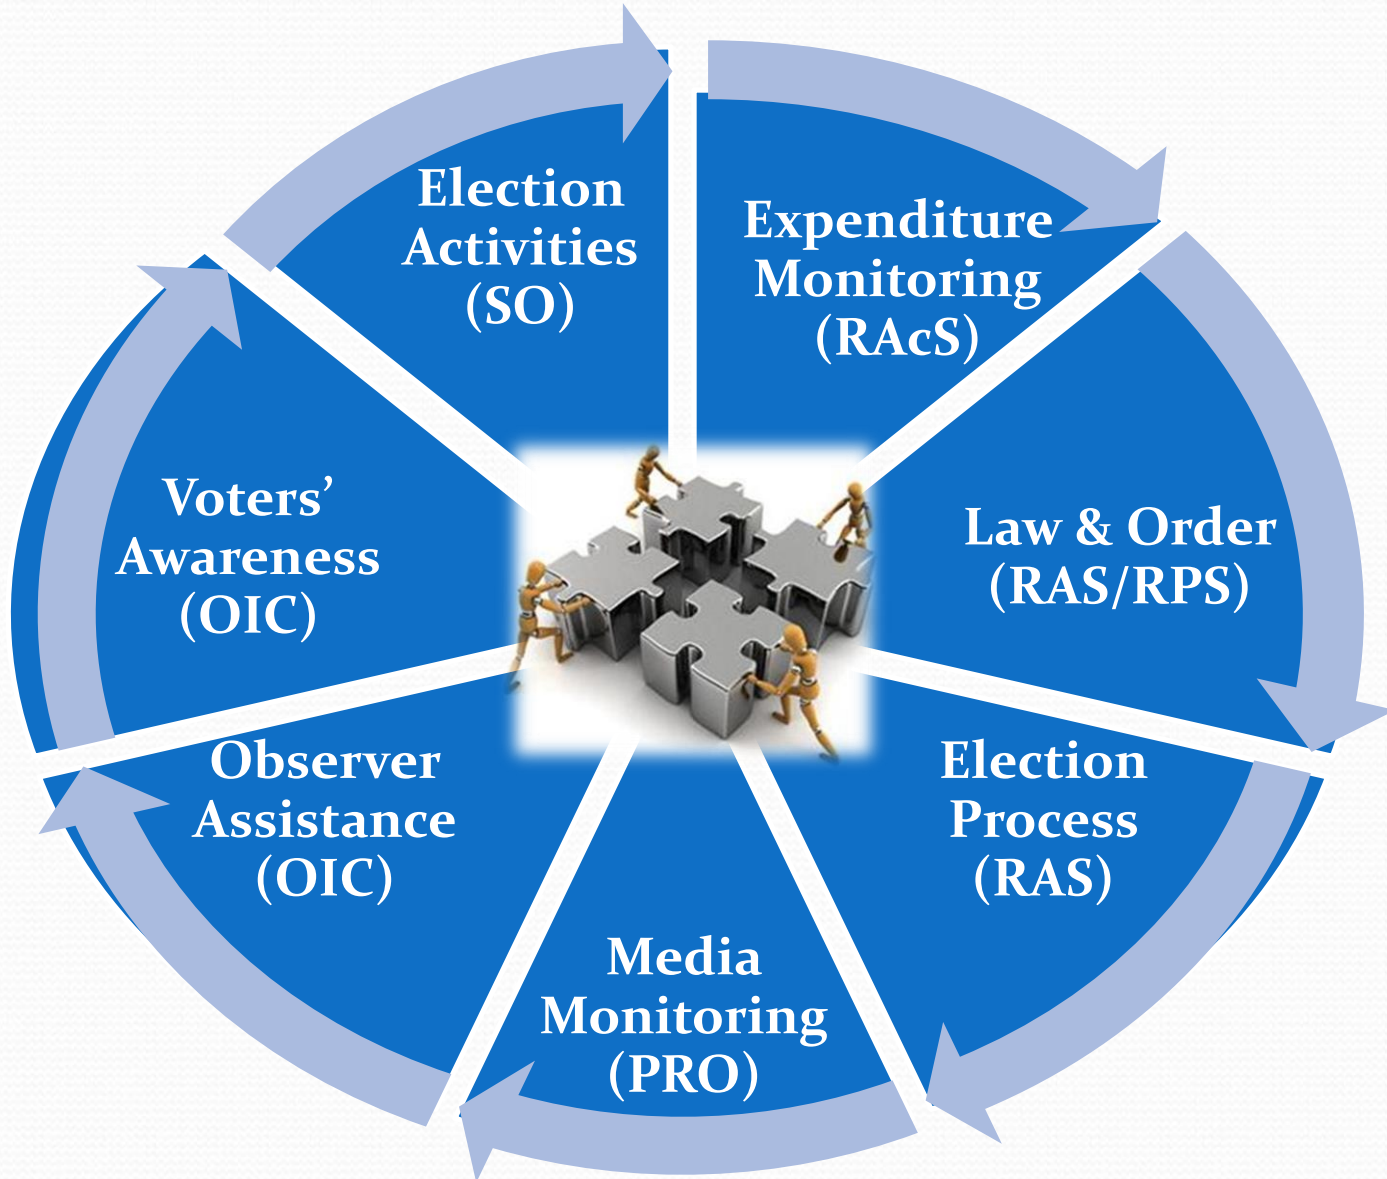 Election
Activities
(SO)
Expenditure
Monitoring
(RAcS)
Law & Order
(RAS/RPS)
Election
Process
(RAS)
Media
Monitoring
(PRO)
Observer
Assistance
(OIC)
Voters’
Awareness
(OIC)